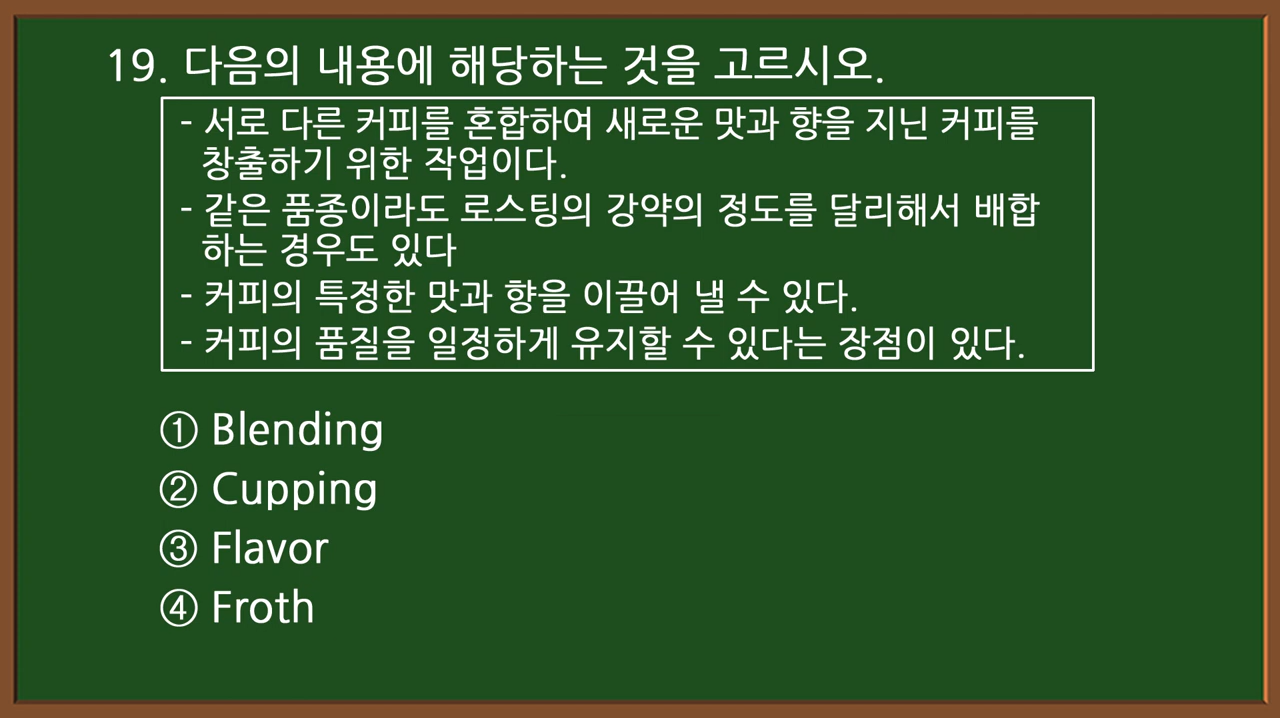 19. 다음의 내용에 해당하는 것을 고르시오.
- 서로 다른 커피를 혼합하여 새로운 맛과 향을 지닌 커피를
창출하기 위한 작업이다.
- 같은 품종이라도 로스팅의 강약의 정도를 달리해서 배합
하는 경우도 있다
- 커피의 특정한 맛과 향을 이끌어 낼 수 있다.
- 커피의 품질을 일정하게 유지할 수 있다는 장점이 있다.
① Blending
② Cupping
③ Flavor
④ Froth